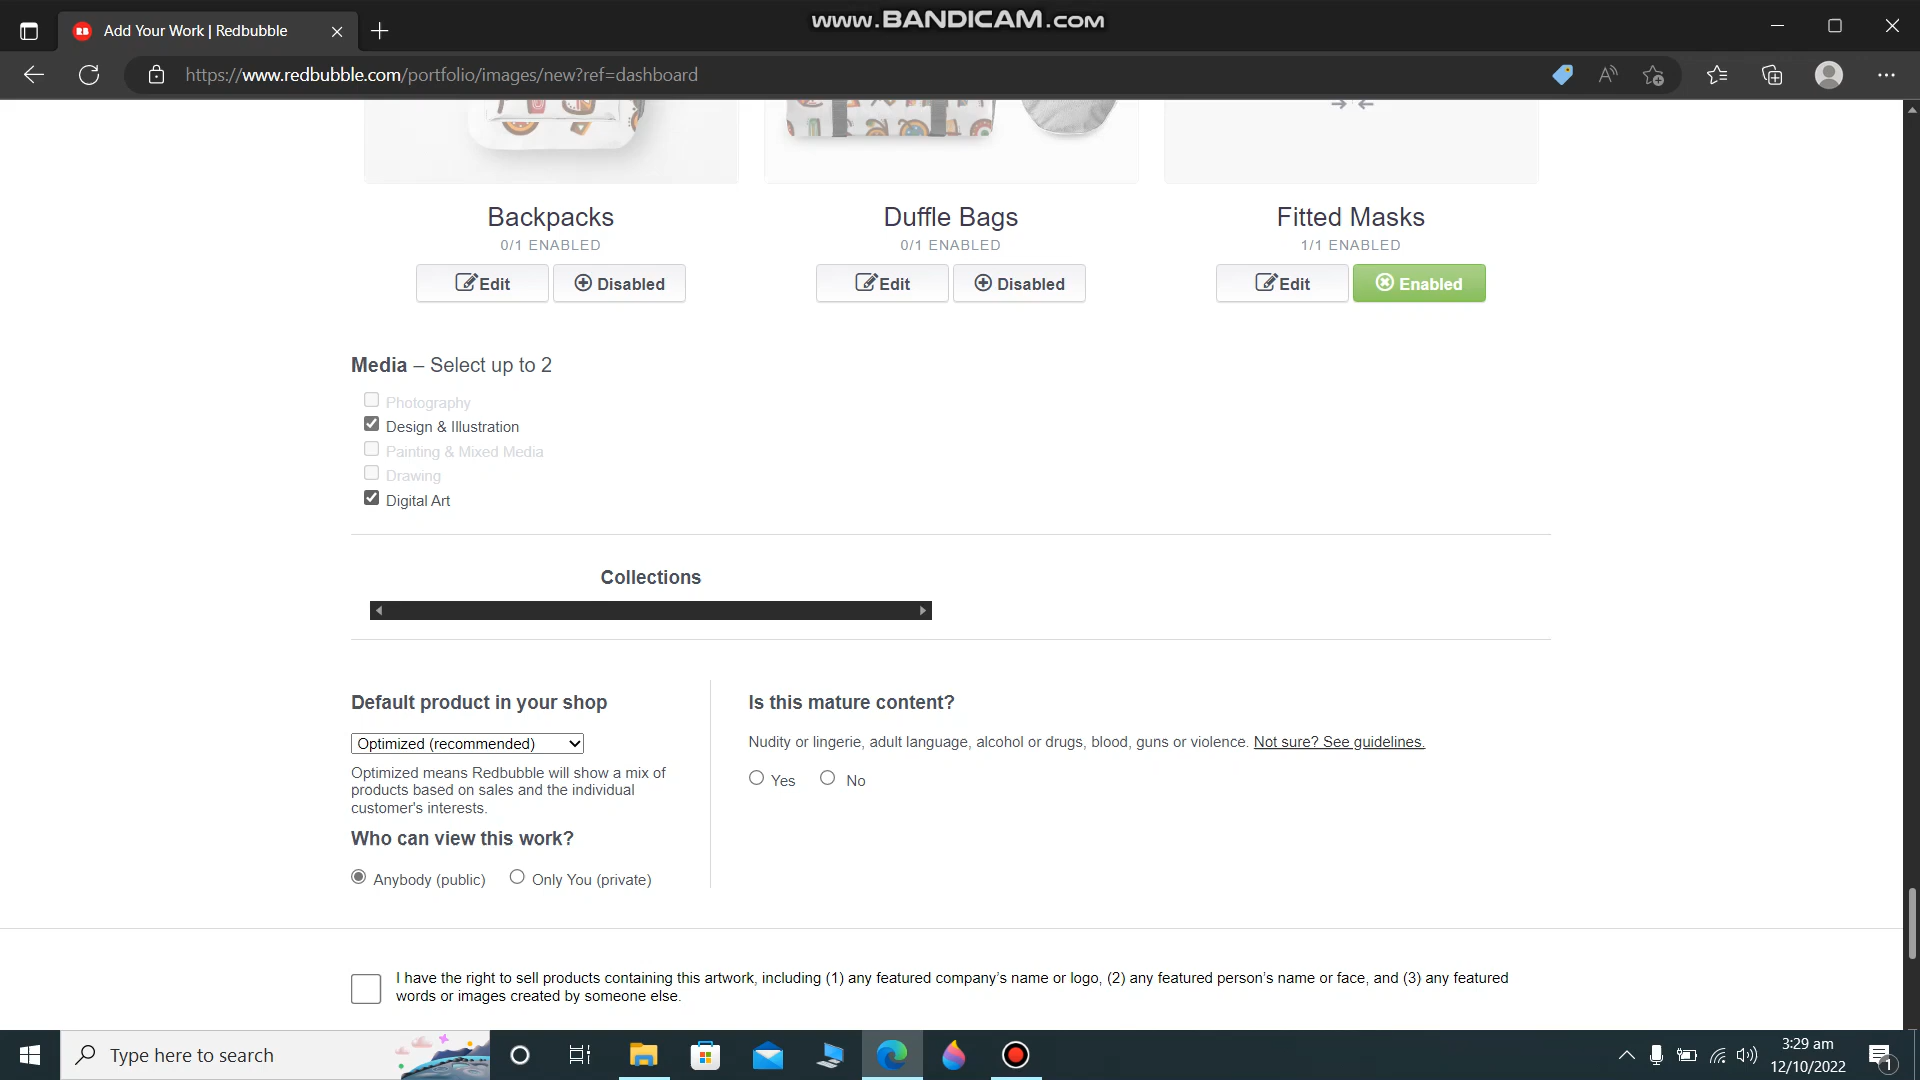 www.BANDICAM.com
Add Your Work | Redbubble
https://www.redbubble.com/portfolio/images/new?ref=dashboard
Backpacks
0/1 ENABLED
Edit
Disabled
Duffle Bags
0/1 ENABLED
Edit
Disabled
Fitted Masks
1/1 ENABLED
Edit
Enabled
Media – Select up to 2
Photography
Design & Illustration
Painting & Mixed Media
Drawing
Digital Art
Collections
Default product in your shop
Optimized (recommended)
Optimized means Redbubble will show a mix of
products based on sales and the individual
customer's interests.
Who can view this work?
Anybody (public)
Only You (private)
Is this mature content?
Nudity or lingerie, adult language, alcohol or drugs, blood, guns or violence. Not sure? See guidelines.
Yes
No
I have the right to sell products containing this artwork, including (1) any featured company’s name or logo, (2) any featured person’s name or face, and (3) any featured
words or images created by someone else.
Type here to search
3:29 am
12/10/2022
1